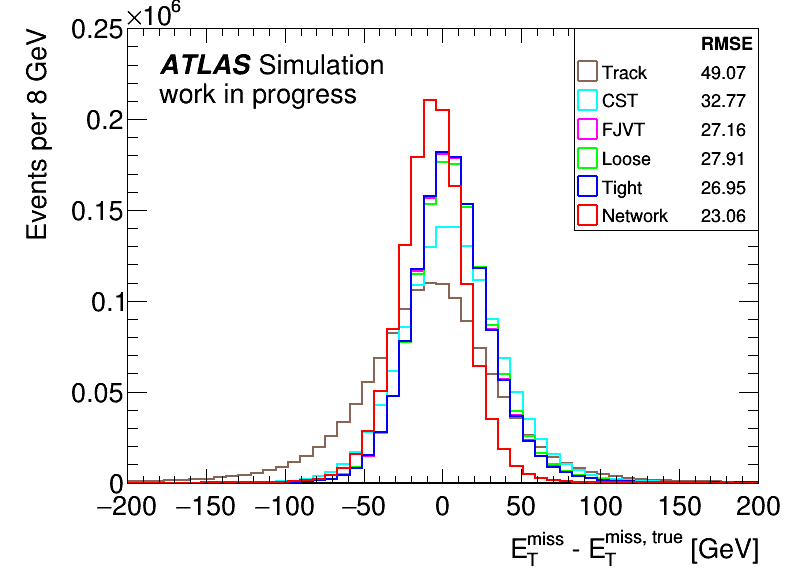 ×10⁶
Events per 8 GeV
0.25
0.2
0.15
0.1
0.05
0
ATLAS Simulation
work in progress
RMSE
Track 49.07
CST 32.77
FJVT 27.16
Loose 27.91
Tight 26.95
Network 23.06
−200 −150 −100 −50 0 50 100 150 200
E_T^miss - E_T^miss, true [GeV]